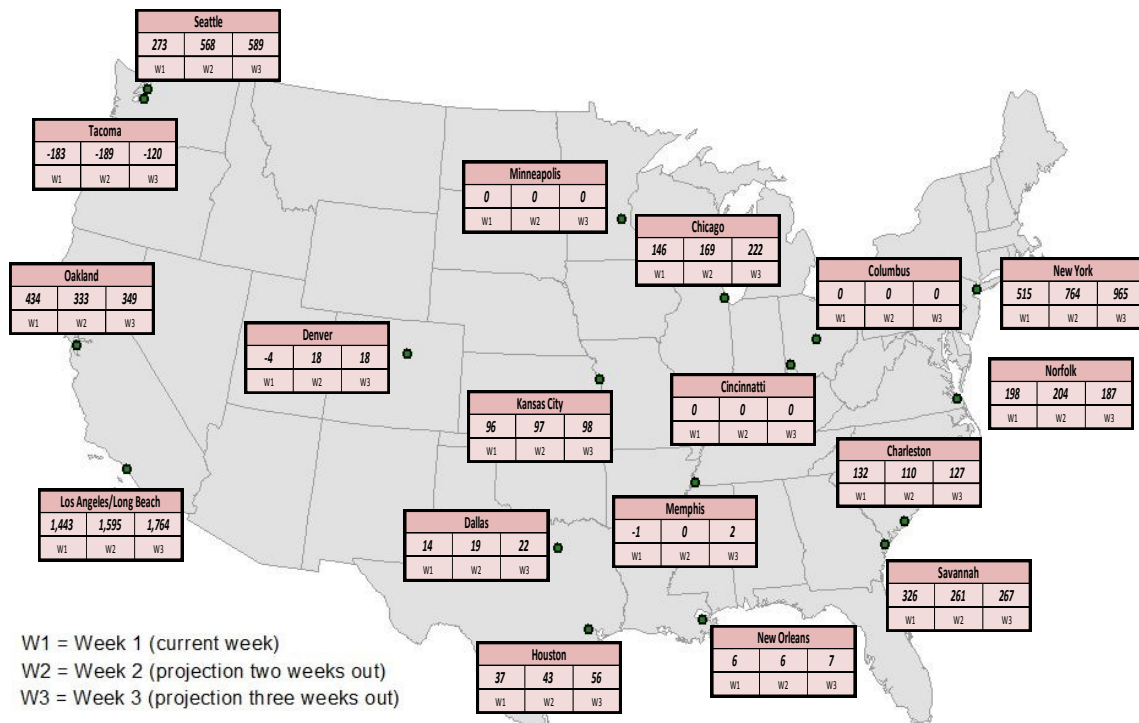 Seattle
273 568 589
W1 W2 W3
Tacoma
-183 -189 -120
W1 W2 W3
Minneapolis
0 0 0
W1 W2 W3
Chicago
146 169 222
W1 W2 W3
Oakland
434 333 349
W1 W2 W3
Columbus
0 0 0
W1 W2 W3
New York
515 764 965
W1 W2 W3
Denver
-4 18 18
W1 W2 W3
Cincinnatti
0 0 0
W1 W2 W3
Norfolk
198 204 187
W1 W2 W3
Kansas City
96 97 98
W1 W2 W3
Charleston
132 110 127
W1 W2 W3
Los Angeles/Long Beach
1,443 1,595 1,764
W1 W2 W3
Dallas
14 19 22
W1 W2 W3
Memphis
-1 0 2
W1 W2 W3
Savannah
326 261 267
W1 W2 W3
New Orleans
6 6 7
W1 W2 W3
Houston
37 43 56
W1 W2 W3
W1 = Week 1 (current week)
W2 = Week 2 (projection two weeks out)
W3 = Week 3 (projection three weeks out)